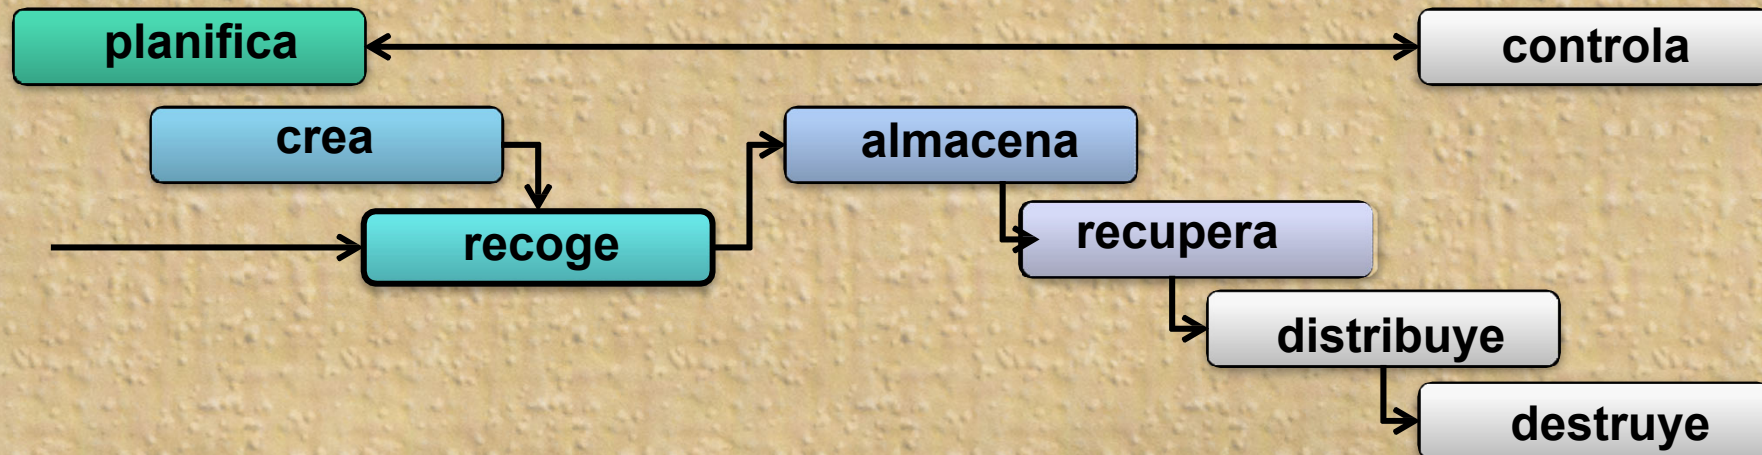 planifica
controla
crea
almacena
recoge
recupera
distribuye
destruye